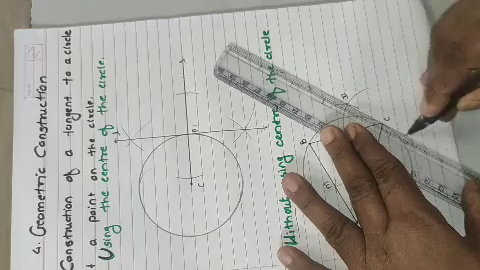 4. Geometric Construction
Construction of a tangent to a circle
t a point on the circle.
Using the centre of the circle.
Without using centre of the circle
P
C
B
C